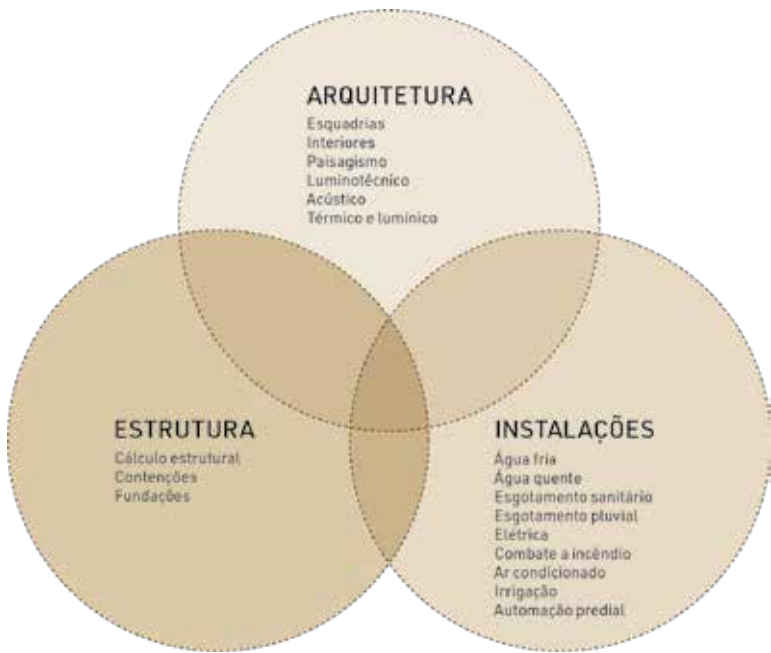 ARQUITETURA
Esquadrias
Interiores
Paisagismo
Luminotécnico
Acústico
Térmico e lumínico
ESTRUTURA
Cálculo estrutural
Contenções
Fundações
INSTALAÇÕES
Água fria
Água quente
Esgotamento sanitário
Esgotamento pluvial
Elétrica
Combate a incêndio
Ar condicionado
Irrigação
Automação predial